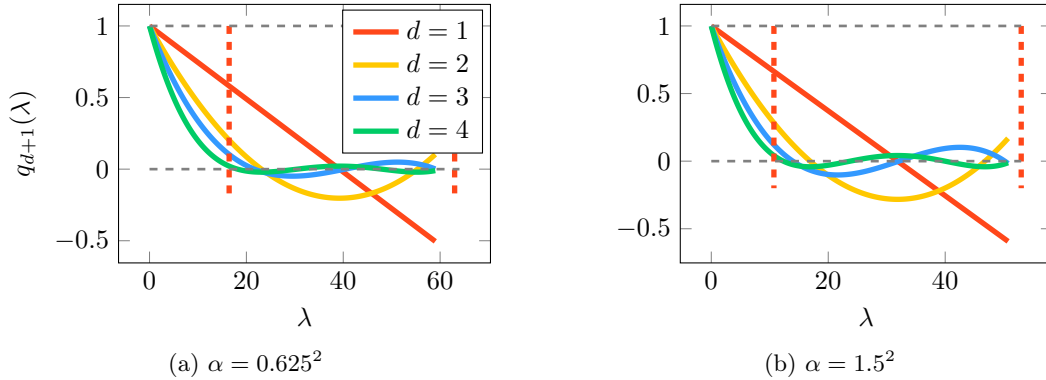 1
0.5
0
−0.5
q_{d+1}(λ)
0 20 40 60
λ
d = 1
d = 2
d = 3
d = 4
(a) α = 0.625²
1
0.5
0
−0.5
0 20 40
λ
(b) α = 1.5²